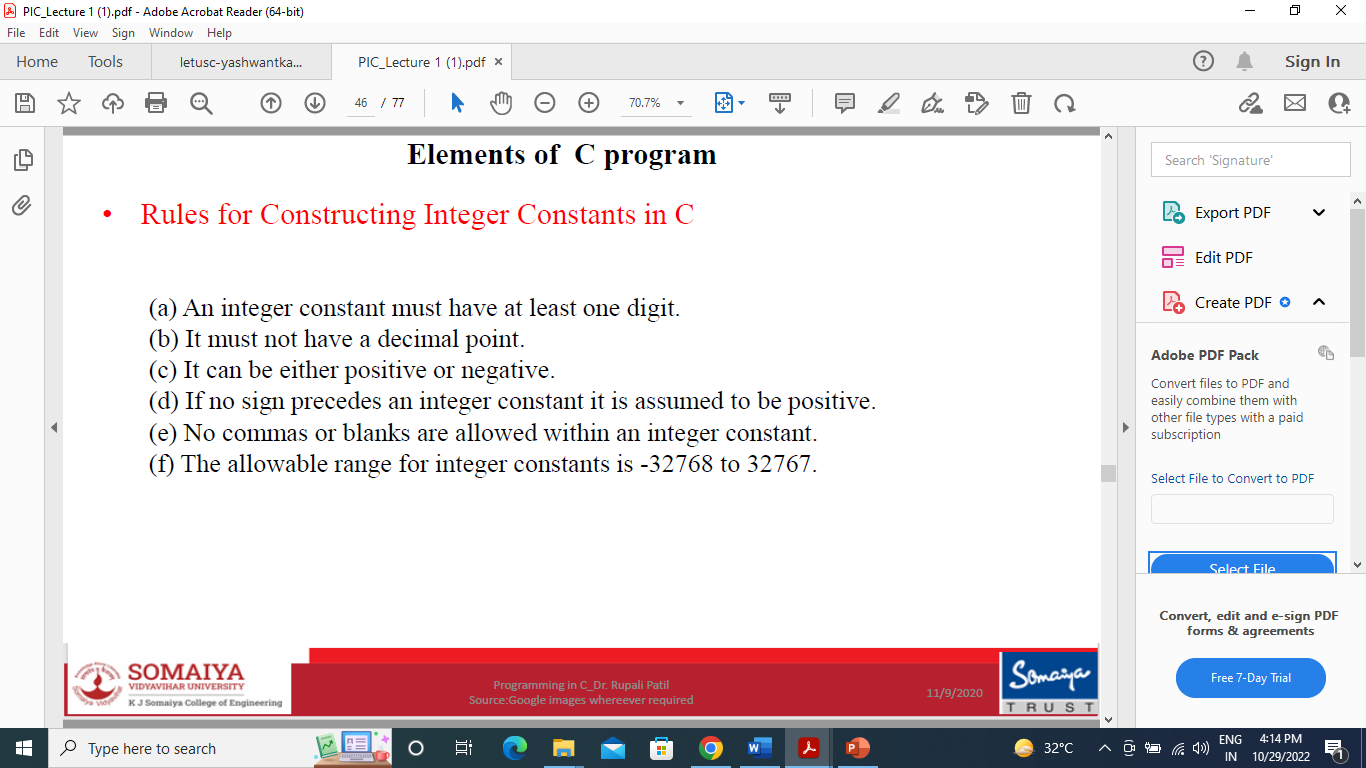 PIC_Lecture 1 (1).pdf - Adobe Acrobat Reader (64-bit)
File Edit View Sign Window Help
Home Tools letusc-yashwantka... PIC_Lecture 1 (1).pdf × Sign In
46 / 77 70.7%
Elements of C program
• Rules for Constructing Integer Constants in C
(a) An integer constant must have at least one digit.
(b) It must not have a decimal point.
(c) It can be either positive or negative.
(d) If no sign precedes an integer constant it is assumed to be positive.
(e) No commas or blanks are allowed within an integer constant.
(f) The allowable range for integer constants is -32768 to 32767.
SOMAIYA
VIDYAVIHAR UNIVERSITY
K J Somaiya College of Engineering
Programming in C_Dr. Rupali Patil
Source:Google images whereever required
11/9/2020
Somaiya
TRUST
Search 'Signature'
Export PDF
Edit PDF
Create PDF
Adobe PDF Pack
Convert files to PDF and
easily combine them with
other file types with a paid
subscription
Select File to Convert to PDF
Select File
Convert, edit and e-sign PDF
forms & agreements
Free 7-Day Trial
Type here to search
32°C
ENG
IN
4:14 PM
10/29/2022
1